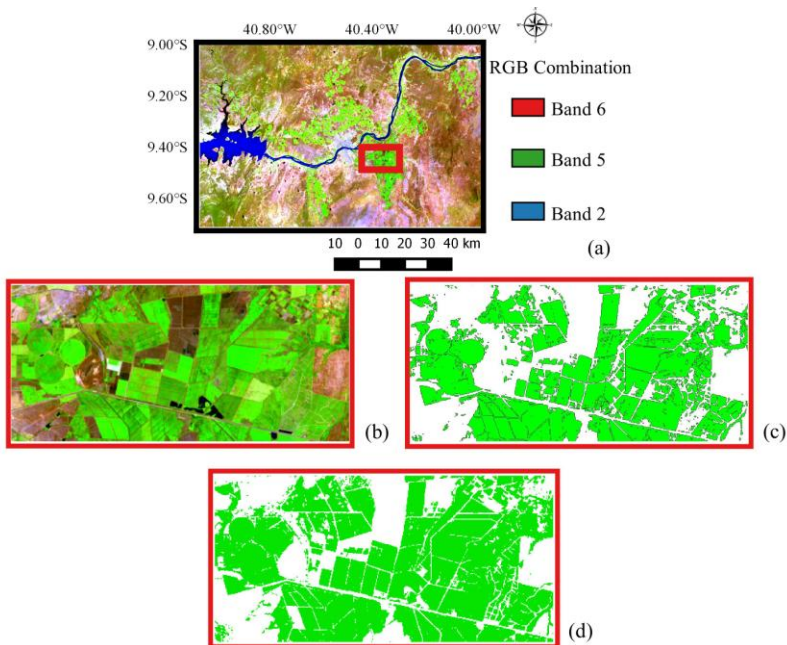 40.80°W 40.40°W 40.00°W
9.00°S
9.20°S
9.40°S
9.60°S
RGB Combination
Band 6
Band 5
Band 2
(a)
10 0 10 20 30 40 km
(b)
(c)
(d)